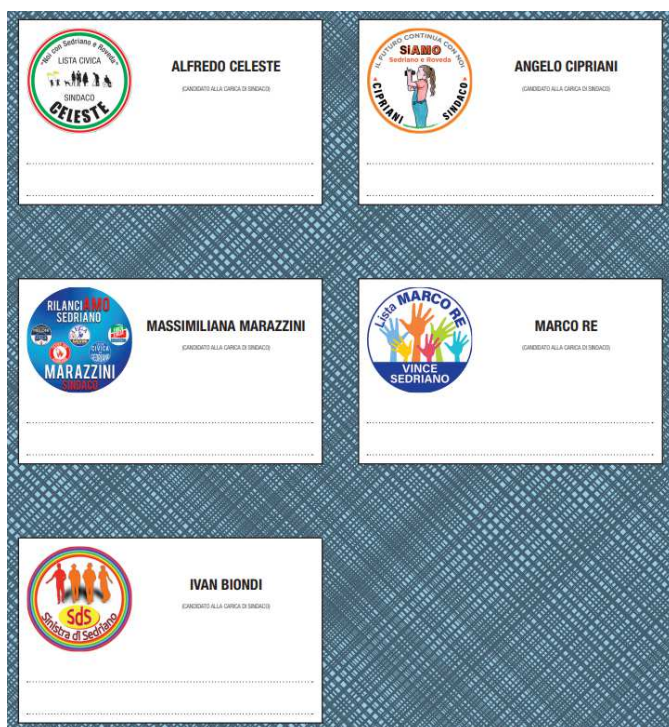 "Noi con Sedriano e Roveda"
LISTA CIVICA
SINDACO
CELESTE
ALFREDO CELESTE
(CANDIDATO ALLA CARICA DI SINDACO)
IL FUTURO CONTINUA CON NOI
SiAMO
Sedriano e Roveda
CIPRIANI SINDACO
ANGELO CIPRIANI
(CANDIDATO ALLA CARICA DI SINDACO)
RILANCIAMO
SEDRIANO
MARAZZINI
SINDACO
MASSIMILIANA MARAZZINI
(CANDIDATO ALLA CARICA DI SINDACO)
Lista MARCO RE
VINCE
SEDRIANO
MARCO RE
(CANDIDATO ALLA CARICA DI SINDACO)
SdS
Sinistra di Sedriano
IVAN BIONDI
(CANDIDATO ALLA CARICA DI SINDACO)